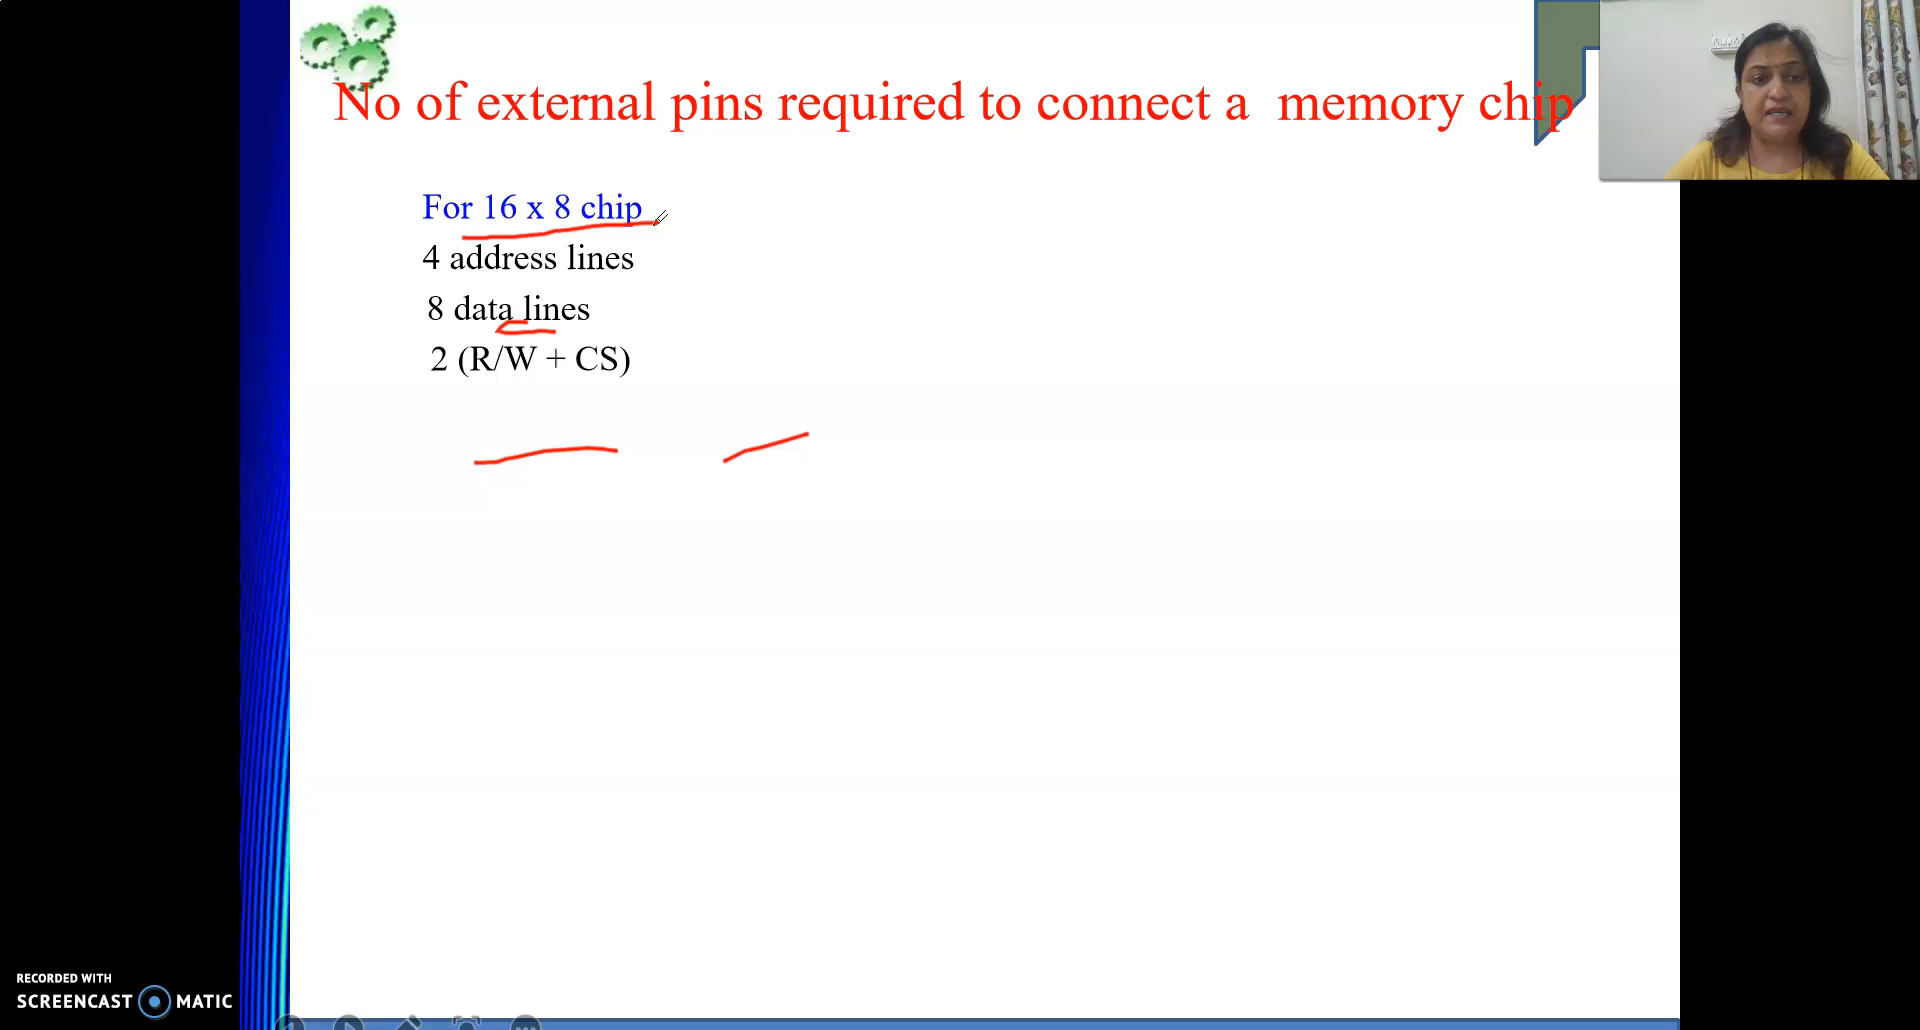 No of external pins required to connect a memory chip
For 16 x 8 chip
4 address lines
8 data lines
2 (R/W + CS)
RECORDED WITH
SCREENCAST MATIC